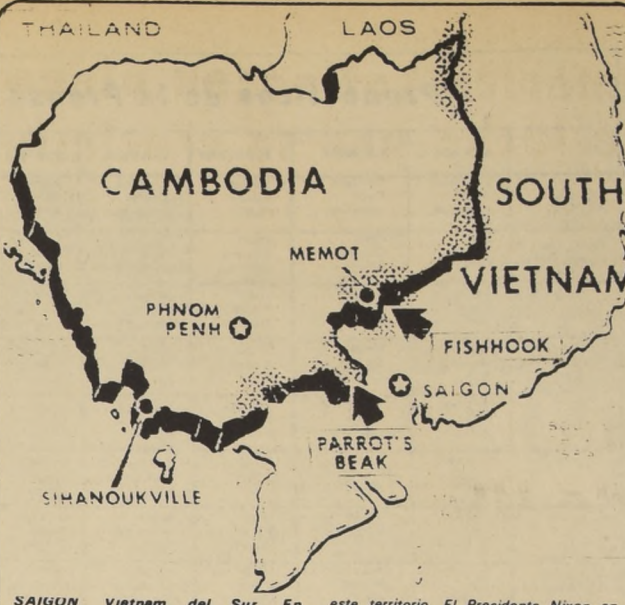 THAILAND
LAOS
CAMBODIA
SOUTH
VIETNAM
MEMOT
PHNOM
PENH
FISHHOOK
SAIGON
PARROT'S
BEAK
SIHANOUKVILLE
SAIGON Vietnam del Sur En este territorio El Presidente Nixon